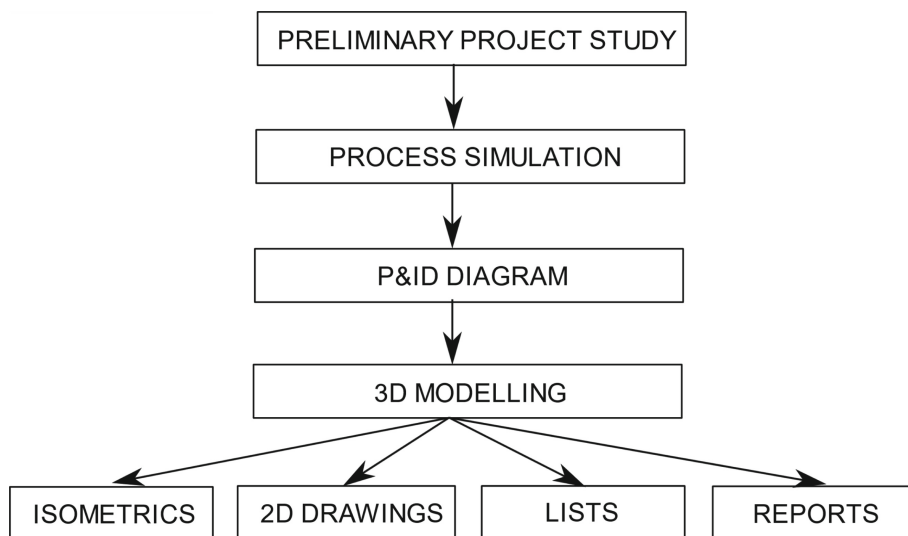 PRELIMINARY PROJECT STUDY
PROCESS SIMULATION
P&ID DIAGRAM
3D MODELLING
ISOMETRICS
2D DRAWINGS
LISTS
REPORTS